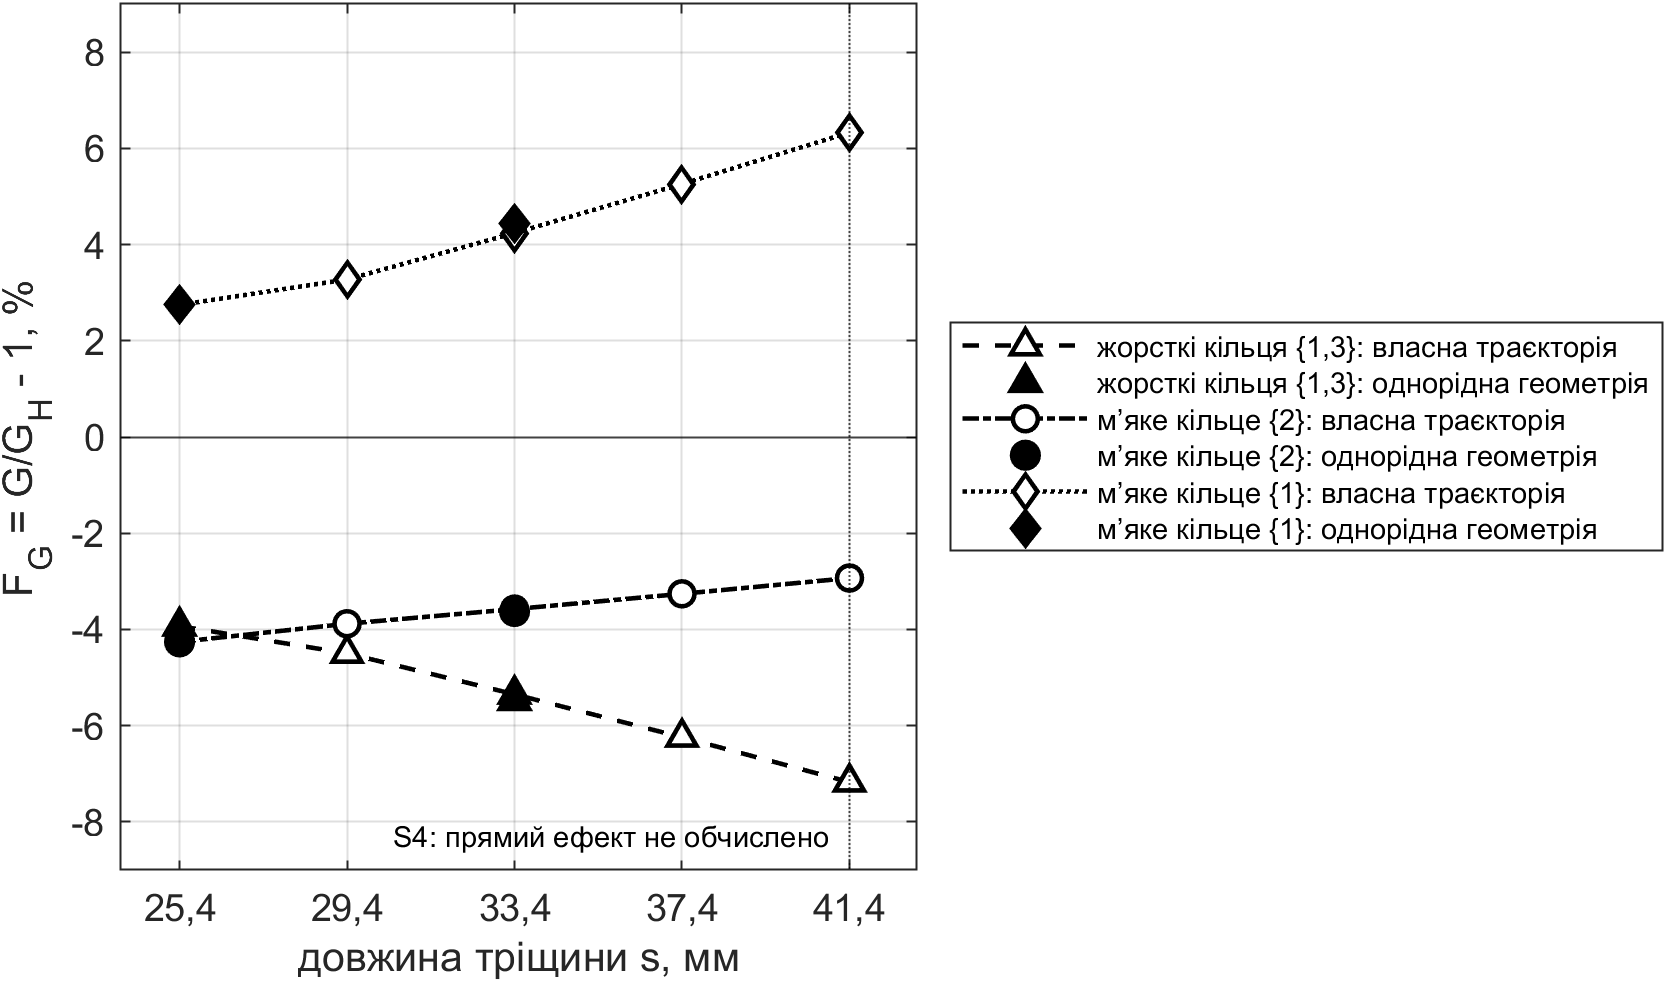 8
6
4
2
0
-2
-4
-6
-8
F_G = G/G_H - 1, %
S4: прямий ефект не обчислено
25,4 29,4 33,4 37,4 41,4
довжина тріщини s, мм
жорсткі кільця {1,3}: власна траєкторія
жорсткі кільця {1,3}: однорідна геометрія
м’яке кільце {2}: власна траєкторія
м’яке кільце {2}: однорідна геометрія
м’яке кільце {1}: власна траєкторія
м’яке кільце {1}: однорідна геометрія